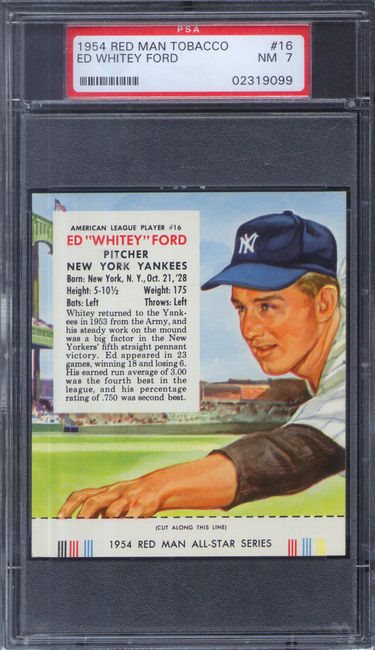 PSA
1954 RED MAN TOBACCO #16
ED WHITEY FORD NM 7
02319099
AMERICAN LEAGUE PLAYER #16
ED "WHITEY" FORD
PITCHER
NEW YORK YANKEES
Born: New York, N. Y., Oct. 21, '28
Height: 5-10½ Weight: 175
Bats: Left Throws: Left
Whitey returned to the Yank-
ees in 1953 from the Army, and
his steady work on the mound
was a big factor in the New
Yorkers' fifth straight pennant
victory. Ed appeared in 23
games, winning 18 and losing 6.
His earned run average of 3.00
was the fourth best in the
league, and his percentage
rating of .750 was second best.
NY
(CUT ALONG THIS LINE)
1954 RED MAN ALL-STAR SERIES